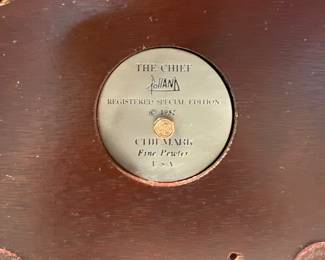 THE CHIEF
Polland
REGISTERED SPECIAL EDITION
©
CHILMARK
Fine Pewter
U S A